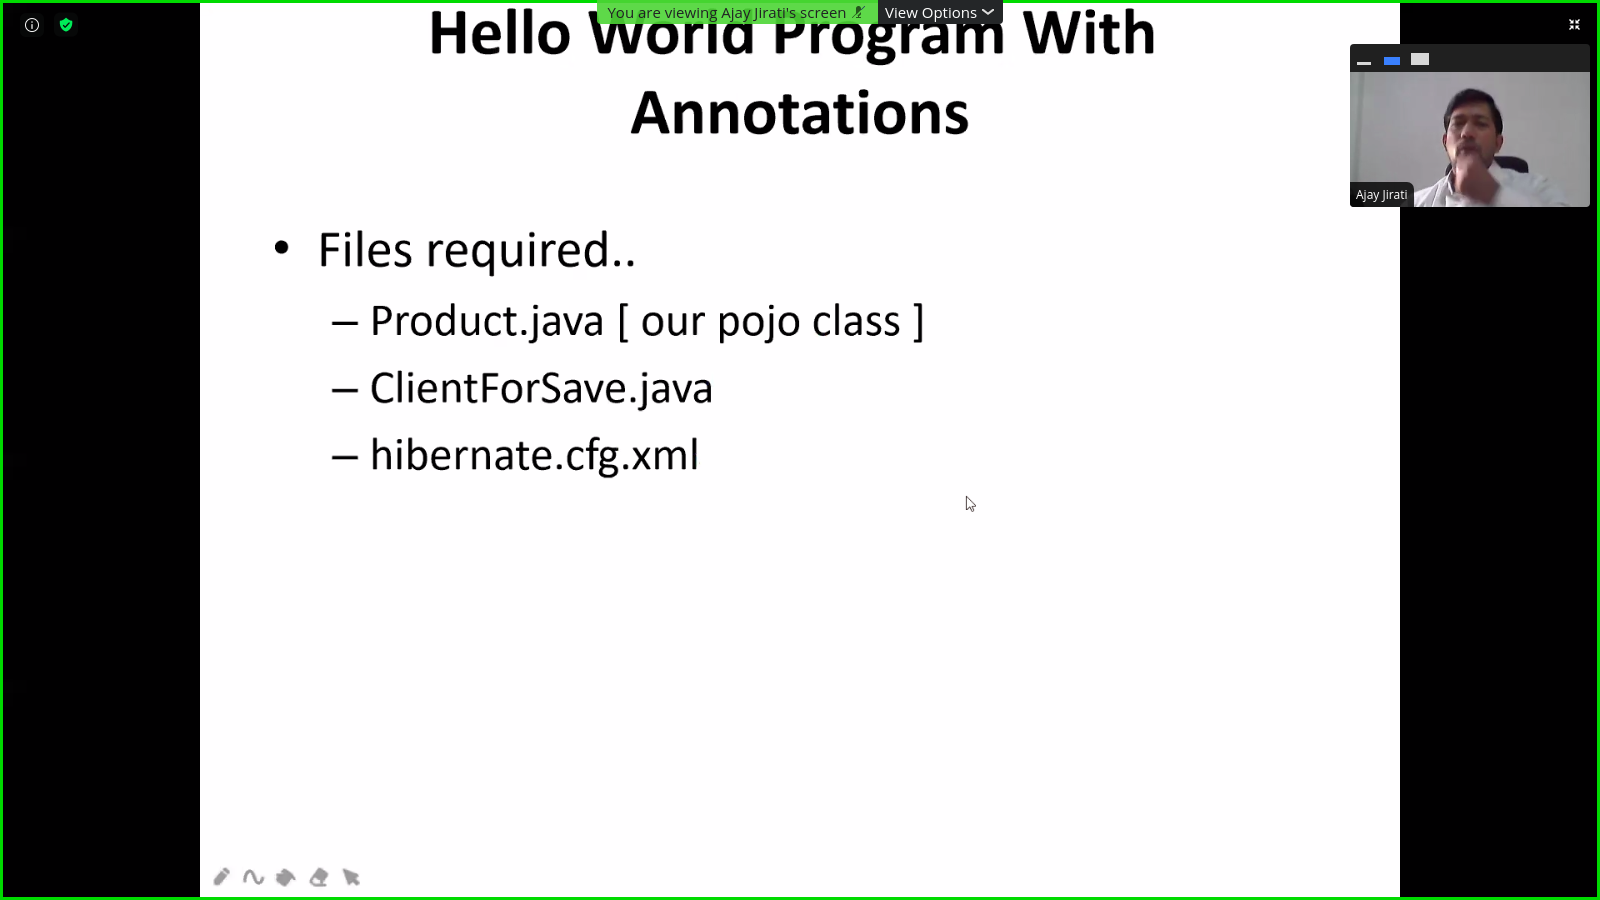 You are viewing Ajay Jirati's screen View Options
Hello World Program With
Annotations
Ajay Jirati
• Files required..
– Product.java [ our pojo class ]
– ClientForSave.java
– hibernate.cfg.xml